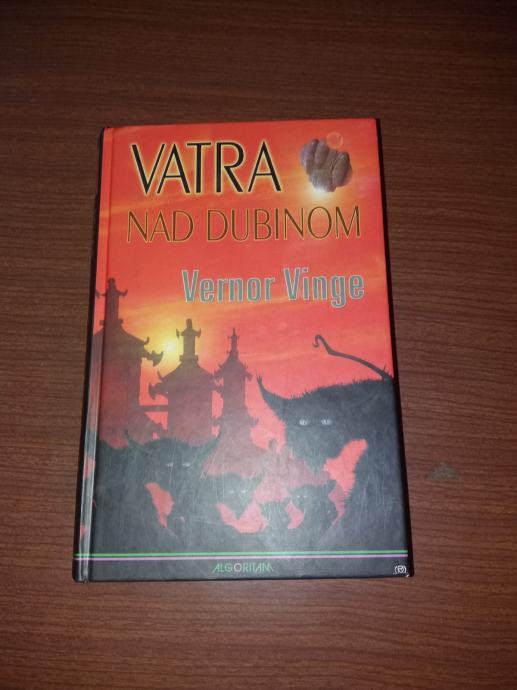 VATRA
NAD DUBINOM
Vernor Vinge
ALGORITAM